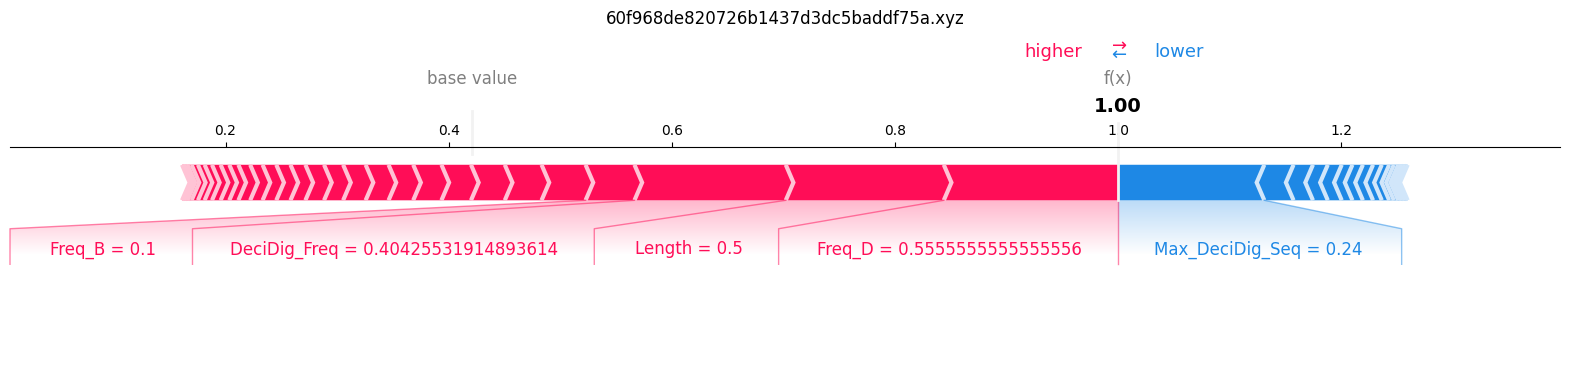 60f968de820726b1437d3dc5baddf75a.xyz
higher ⇄ lower
base value f(x)
1.00
0.2 0.4 0.6 0.8 1 0 1.2
Freq_B = 0.1 DeciDig_Freq = 0.40425531914893614 Length = 0.5 Freq_D = 0.5555555555555556 Max_DeciDig_Seq = 0.24